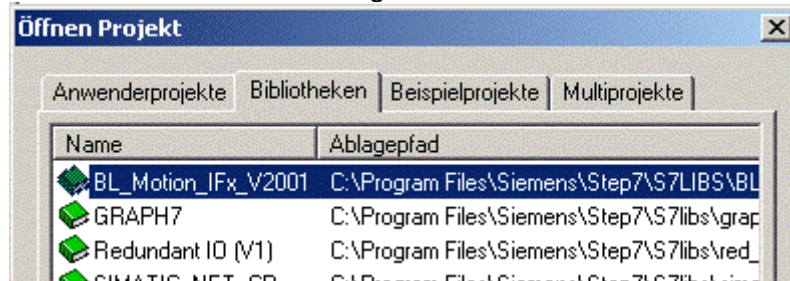 Öffnen Projekt
Anwenderprojekte Bibliotheken Beispielprojekte Multiprojekte
Name Ablagepfad
BL_Motion_IFx_V2001 C:\Program Files\Siemens\Step7\S7LIBS\BL
GRAPH7 C:\Program Files\Siemens\Step7\S7libs\grap
Redundant IO (V1) C:\Program Files\Siemens\Step7\S7libs\red_